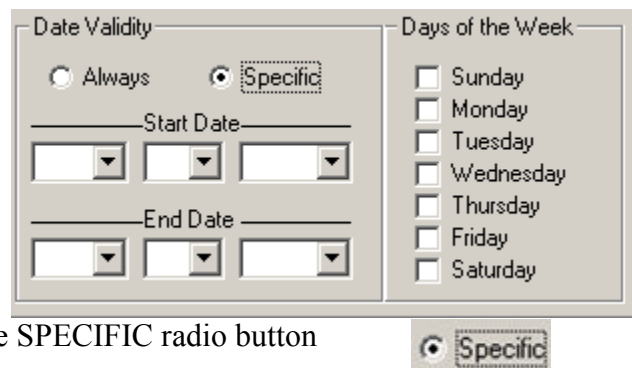 Date Validity
Always Specific
Start Date
End Date
Days of the Week
Sunday
Monday
Tuesday
Wednesday
Thursday
Friday
Saturday
SPECIFIC radio button
Specific